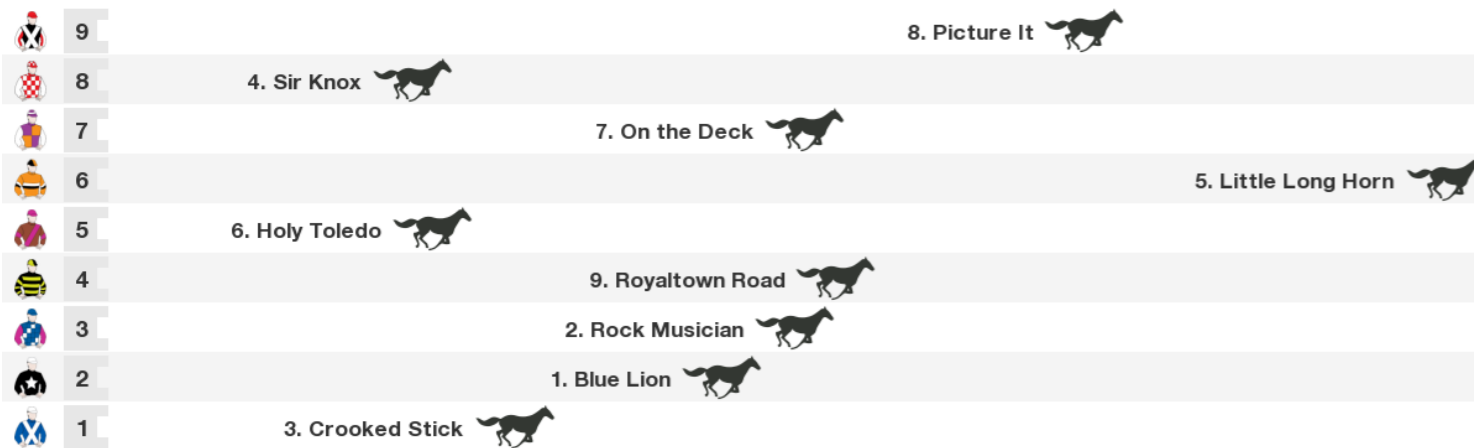 9 8. Picture It
8 4. Sir Knox
7 7. On the Deck
6 5. Little Long Horn
5 6. Holy Toledo
4 9. Royaltown Road
3 2. Rock Musician
2 1. Blue Lion
1 3. Crooked Stick